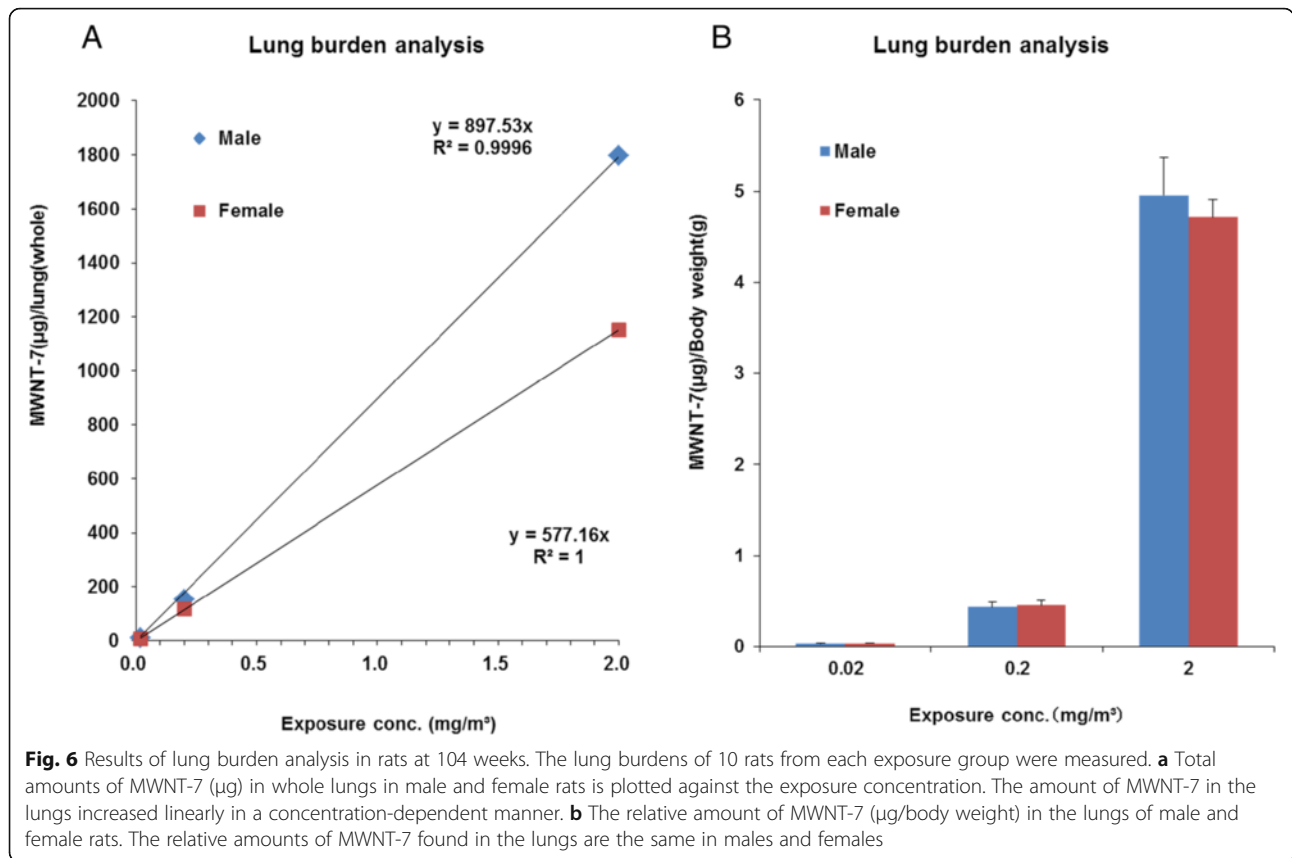 A
Lung burden analysis
MWNT-7(μg)/lung(whole)
2000
1800
1600
1400
1200
1000
800
600
400
200
0
Male
Female
y = 897.53x
R² = 0.9996
y = 577.16x
R² = 1
0.0
0.5
1.0
1.5
2.0
Exposure conc. (mg/m³)
B
Lung burden analysis
MWNT-7(μg)/Body weight(g)
6
5
4
3
2
1
0
Male
Female
0.02
0.2
2
Exposure conc.(mg/m³)
Fig. 6 Results of lung burden analysis in rats at 104 weeks. The lung burdens of 10 rats from each exposure group were measured. a Total
amounts of MWNT-7 (μg) in whole lungs in male and female rats is plotted against the exposure concentration. The amount of MWNT-7 in the
lungs increased linearly in a concentration-dependent manner. b The relative amount of MWNT-7 (μg/body weight) in the lungs of male and
female rats. The relative amounts of MWNT-7 found in the lungs are the same in males and females